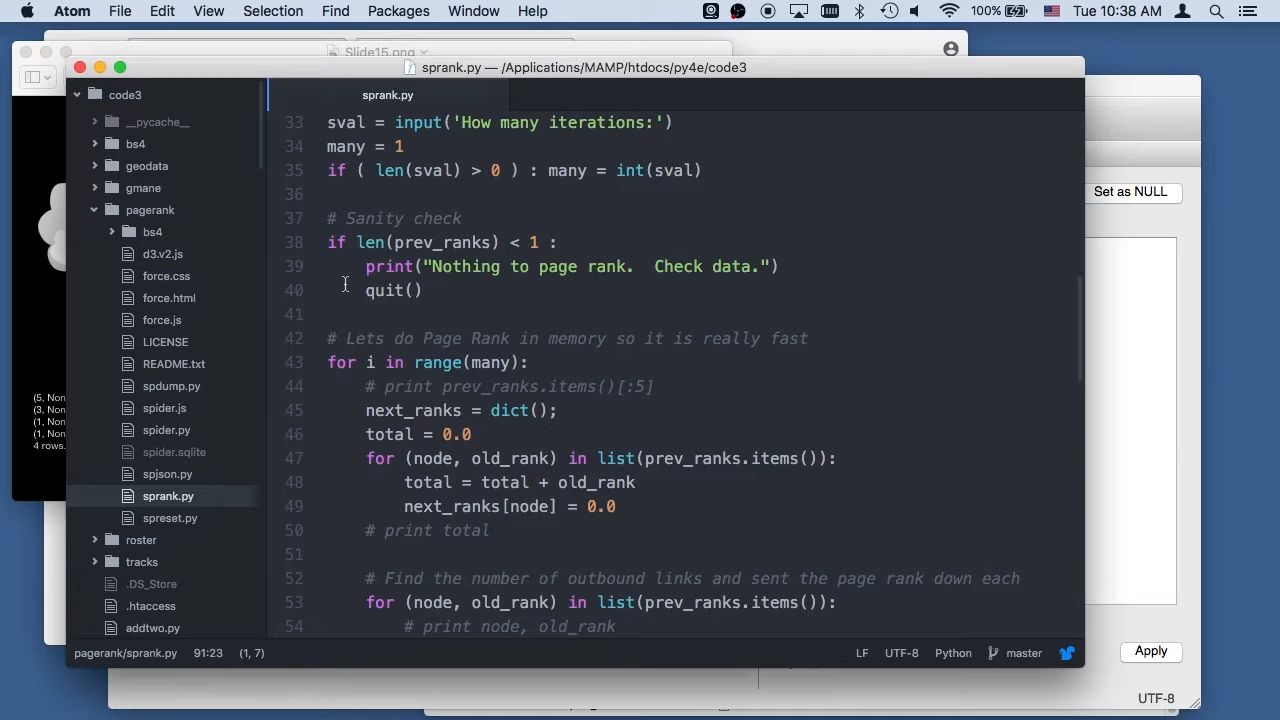 Atom File Edit View Selection Find Packages Window Help 100% Tue 10:38 AM
Slide15.png
sprank.py — /Applications/MAMP/htdocs/py4e/code3
code3
__pycache__
bs4
geodata
gmane
pagerank
bs4
d3.v2.js
force.css
force.html
force.js
LICENSE
README.txt
spdump.py
spider.js
spider.py
spider.sqlite
spjson.py
sprank.py
spreset.py
roster
tracks
.DS_Store
.htaccess
addtwo.py
sprank.py
33 sval = input('How many iterations:')
34 many = 1
35 if ( len(sval) > 0 ) : many = int(sval)
36
37 # Sanity check
38 if len(prev_ranks) < 1 :
39     print("Nothing to page rank.  Check data.")
40     quit()
41
42 # Lets do Page Rank in memory so it is really fast
43 for i in range(many):
44     # print prev_ranks.items()[:5]
45     next_ranks = dict();
46     total = 0.0
47     for (node, old_rank) in list(prev_ranks.items()):
48         total = total + old_rank
49         next_ranks[node] = 0.0
50     # print total
51
52     # Find the number of outbound links and sent the page rank down each
53     for (node, old_rank) in list(prev_ranks.items()):
54         # print node, old_rank
pagerank/sprank.py 91:23 (1, 7) LF UTF-8 Python master
(5, Non
(3, Non
(1, Non
(1, Non
4 rows.
Set as NULL
Apply
UTF-8